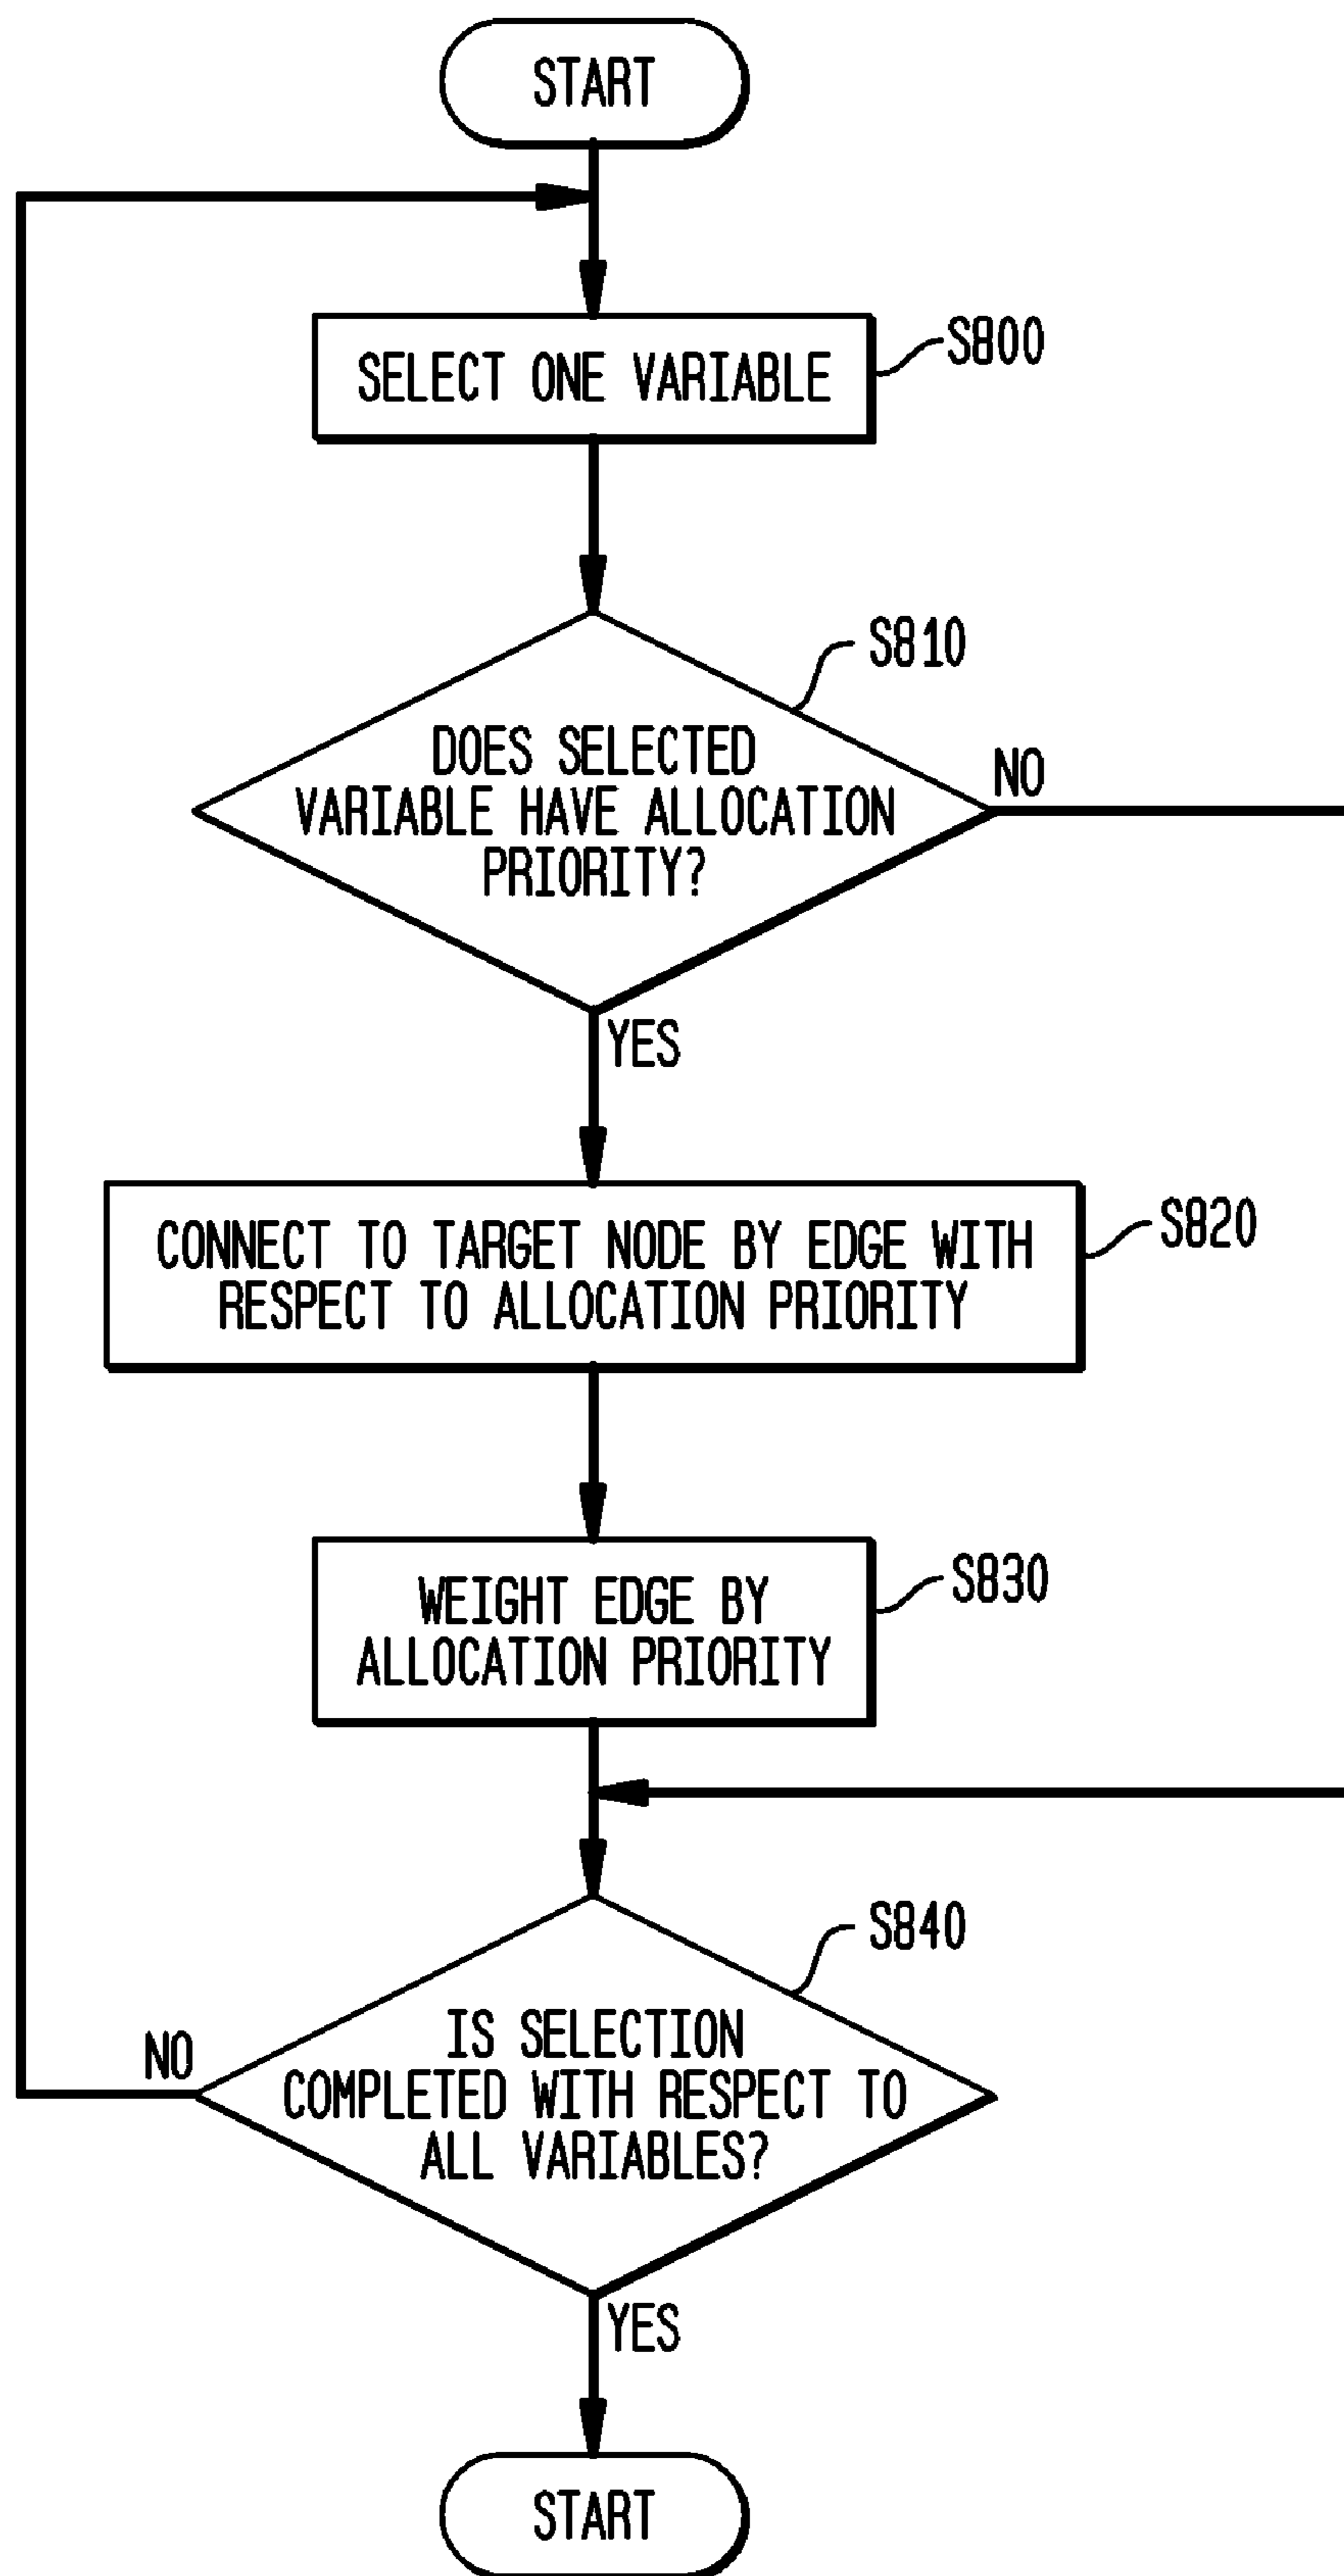 START
SELECT ONE VARIABLE
S800
S810
DOES SELECTED
VARIABLE HAVE ALLOCATION
PRIORITY?
NO
YES
CONNECT TO TARGET NODE BY EDGE WITH
RESPECT TO ALLOCATION PRIORITY
S820
WEIGHT EDGE BY
ALLOCATION PRIORITY
S830
S840
IS SELECTION
COMPLETED WITH RESPECT TO
ALL VARIABLES?
NO
YES
START